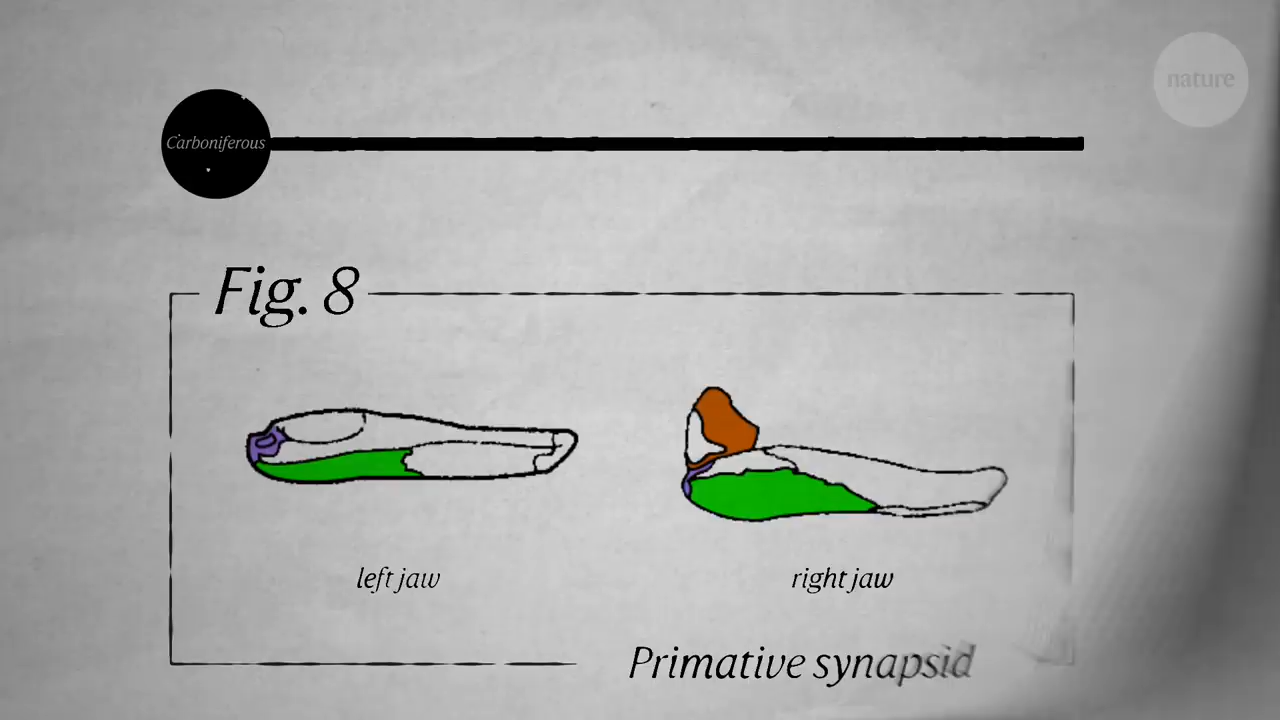 nature
Carboniferous
Fig. 8
left jaw
right jaw
Primative synapsid